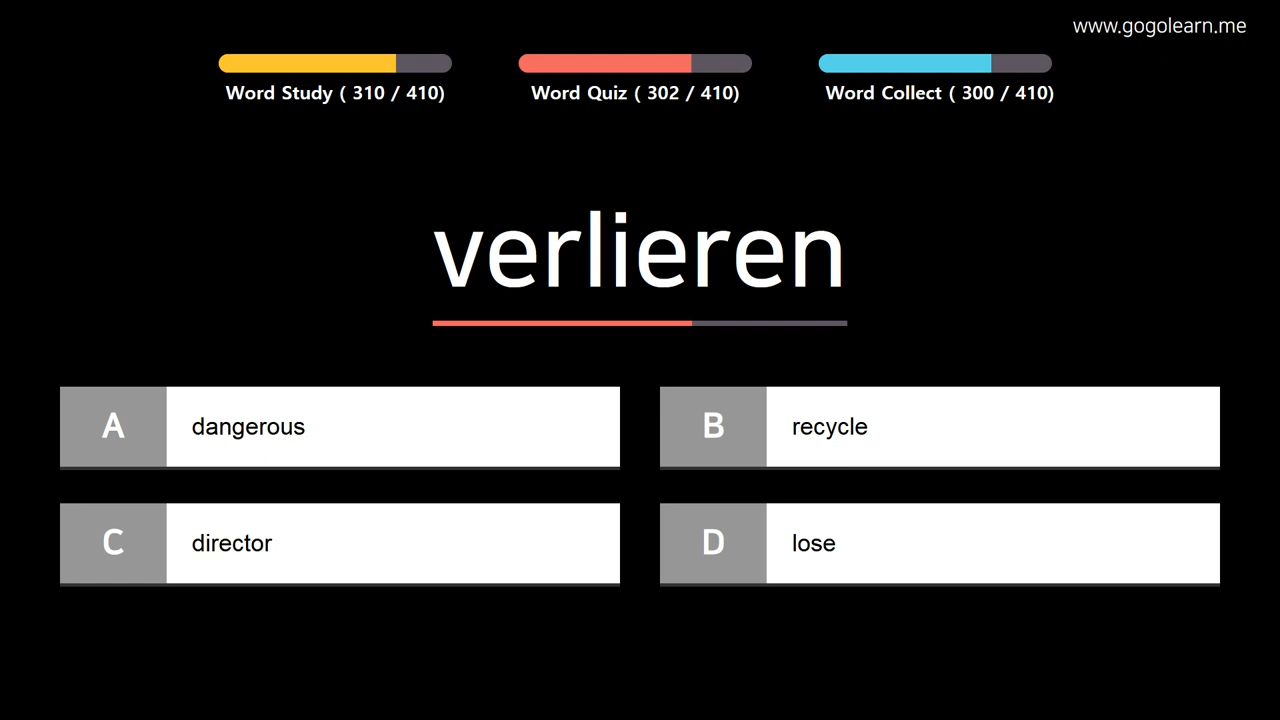 www.gogolearn.me
Word Study ( 310 / 410)
Word Quiz ( 302 / 410)
Word Collect ( 300 / 410)
verlieren
A dangerous
B recycle
C director
D lose